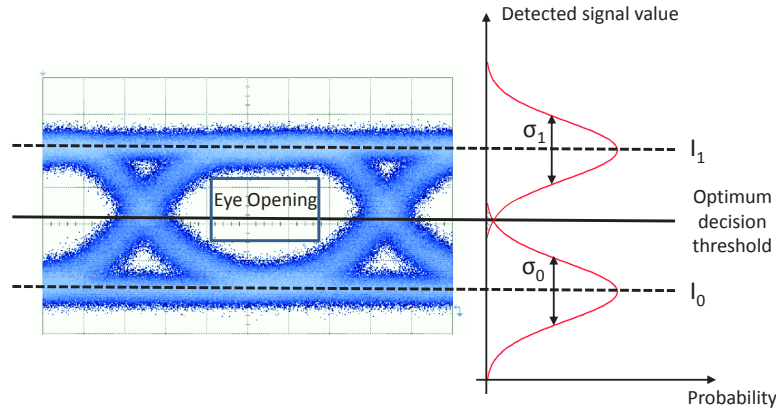 Detected signal value
σ₁
I₁
Eye Opening
Optimum
decision
threshold
σ₀
I₀
Probability